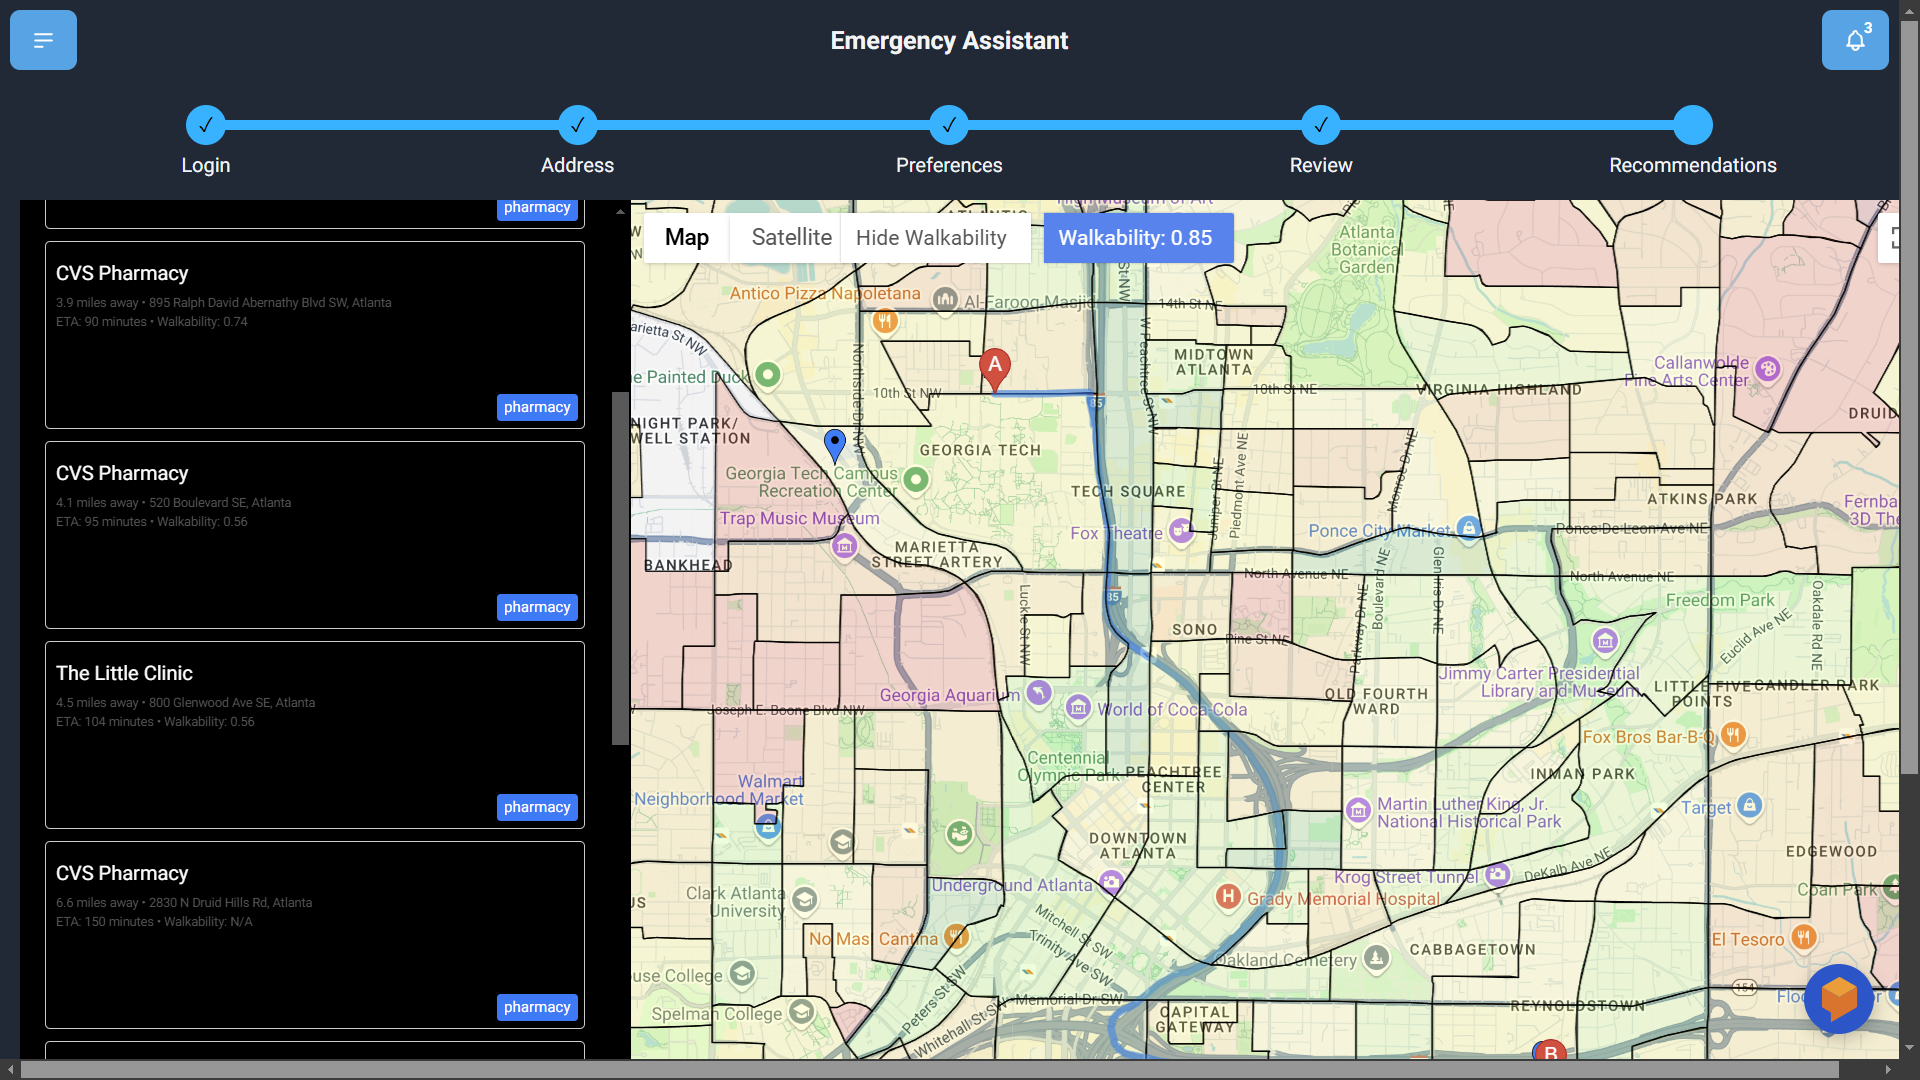 Emergency Assistant
3
✓
✓
✓
✓
Login
Address
Preferences
Review
Recommendations
pharmacy
CVS Pharmacy
3.9 miles away • 895 Ralph David Abernathy Blvd SW, Atlanta
ETA: 90 minutes • Walkability: 0.74
pharmacy
CVS Pharmacy
4.1 miles away • 520 Boulevard SE, Atlanta
ETA: 95 minutes • Walkability: 0.56
pharmacy
The Little Clinic
4.5 miles away • 800 Glenwood Ave SE, Atlanta
ETA: 104 minutes • Walkability: 0.56
pharmacy
CVS Pharmacy
6.6 miles away • 2830 N Druid Hills Rd, Atlanta
ETA: 150 minutes • Walkability: N/A
pharmacy
Map
Satellite
Hide Walkability
Walkability: 0.85
Atlanta
Botanical
Garden
Antico Pizza Napoletana
Al-Farooq Masjid
14th St NE
arietta St NW
Northside Dr NW
W Peachtree St NW
MIDTOWN
ATLANTA
A
e Painted Duck
10th St NW
10th St NE
85
VIRGINIA HIGHLAND
Callanwolde
Fine Arts Center
DRUID
NIGHT PARK/
WELL STATION
GEORGIA TECH
Georgia Tech Campus
Recreation Center
TECH SQUARE
Juniper St NE
Piedmont Ave NE
Monroe Dr NE
ATKINS PARK
Fernba
3D The
Trap Music Museum
Fox Theatre
Ponce City Market
Ponce De Leon Ave NE
MARIETTA
STREET ARTERY
BANKHEAD
North Avenue NE
North Avenue NE
85
Luckie St NW
Parkway Dr NE
Boulevard NE
Glen Iris Dr NE
Freedom Park
Oakdale Rd NE
Euclid Ave NE
SONO
Pine St NE
Jimmy Carter Presidential
Library and Museum
Georgia Aquarium
World of Coca-Cola
OLD FOURTH
WARD
LITTLE FIVE
POINTS
CANDLER PARK
Joseph E. Boone Blvd NW
Fox Bros Bar-B-Q
Centennial
Olympic Park
PEACHTREE
CENTER
INMAN PARK
Walmart
Neighborhood Market
Martin Luther King, Jr.
National Historical Park
Target
DOWNTOWN
ATLANTA
EDGEWOOD
Krog Street Tunnel
DeKalb Ave NE
Coan Park
Clark Atlanta
University
Underground Atlanta
H
Grady Memorial Hospital
US
Mitchell St SW
Trinity Ave SW
No Mas! Cantina
El Tesoro
CABBAGETOWN
Oakland Cemetery
use College
Peters St SW
Whitehall St SW
Memorial Dr SW
154
Spelman College
CAPITAL
GATEWAY
REYNOLDSTOWN
B